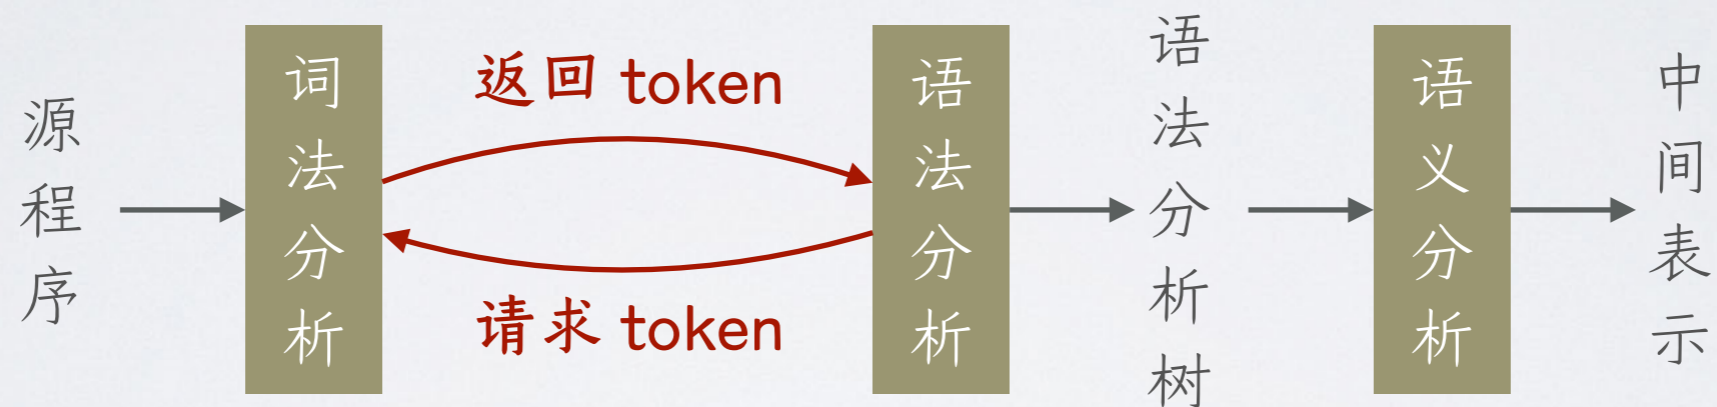 源程序
词法分析
返回 token
请求 token
语法分析
语法分析树
语义分析
中间表示